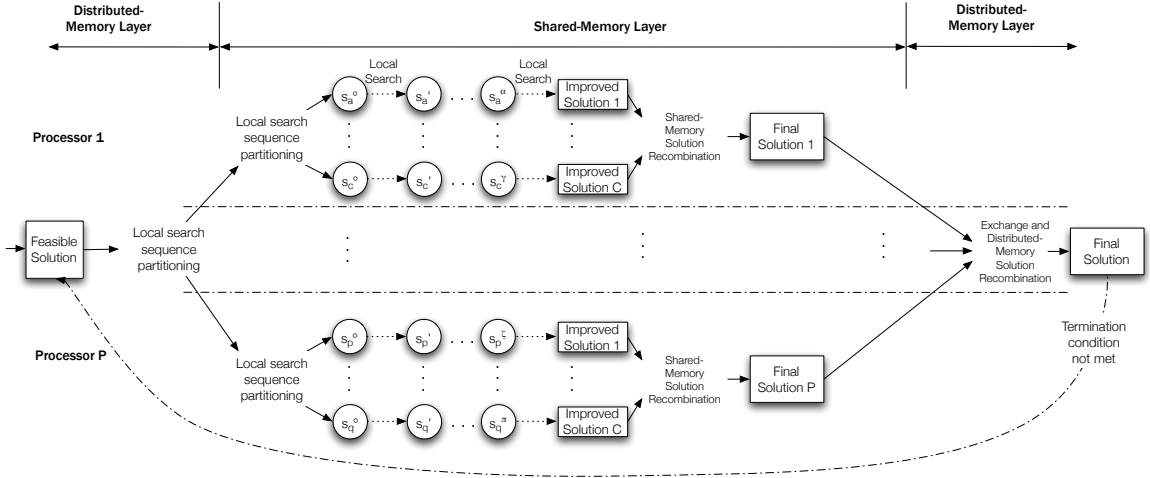 Distributed-
Memory Layer
Shared-Memory Layer
Distributed-
Memory Layer
Local
Search
Local
Search
Processor 1
Local search
sequence
partitioning
sₐ° sₐ' . . . sₐᵅ
Improved
Solution 1
s_c° s_c' . . . s_c^γ
Improved
Solution C
Shared-
Memory
Solution
Recombination
Final
Solution 1
Feasible
Solution
Local search
sequence
partitioning
Exchange and
Distributed-
Memory
Solution
Recombination
Final
Solution
Processor P
Local search
sequence
partitioning
s_p° s_p' . . . s_p^ζ
Improved
Solution 1
s_q° s_q' . . . s_q^π
Improved
Solution C
Shared-
Memory
Solution
Recombination
Final
Solution P
Termination
condition
not met